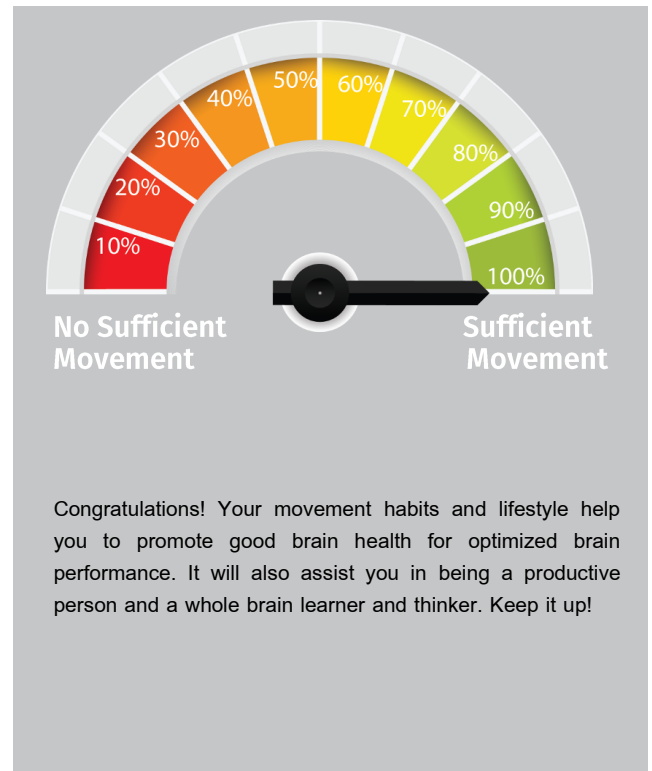 10%
20%
30%
40%
50%
60%
70%
80%
90%
100%
No Sufficient
Movement
Sufficient
Movement
Congratulations! Your movement habits and lifestyle help
you to promote good brain health for optimized brain
performance. It will also assist you in being a productive
person and a whole brain learner and thinker. Keep it up!